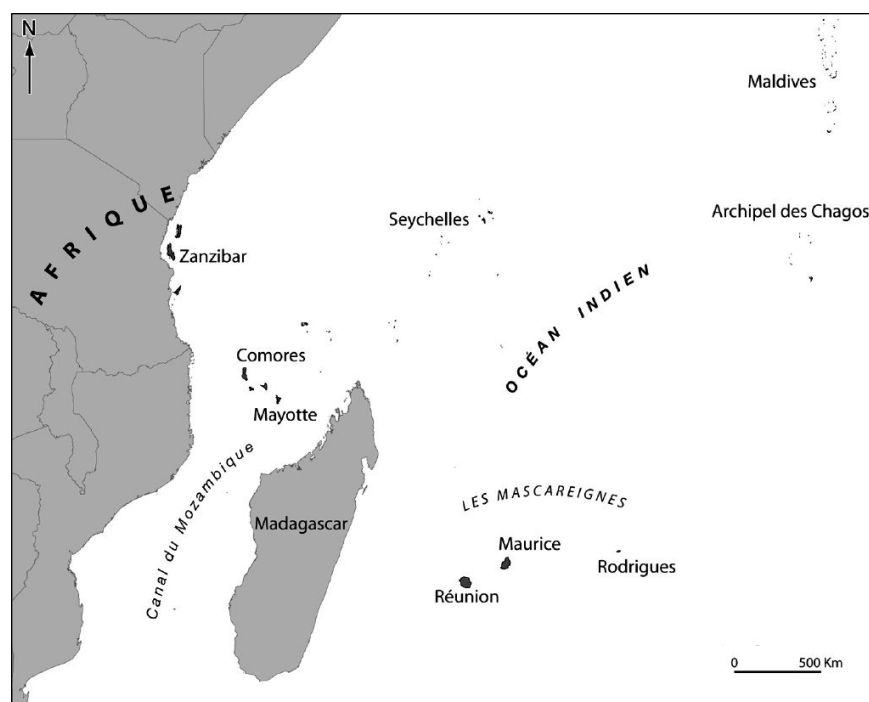 N
Maldives
AFRIQUE
Seychelles
Archipel des Chagos
Zanzibar
OCÉAN INDIEN
Comores
Mayotte
Canal du Mozambique
LES MASCAREIGNES
Madagascar
Maurice
Rodrigues
Réunion
0 500 Km